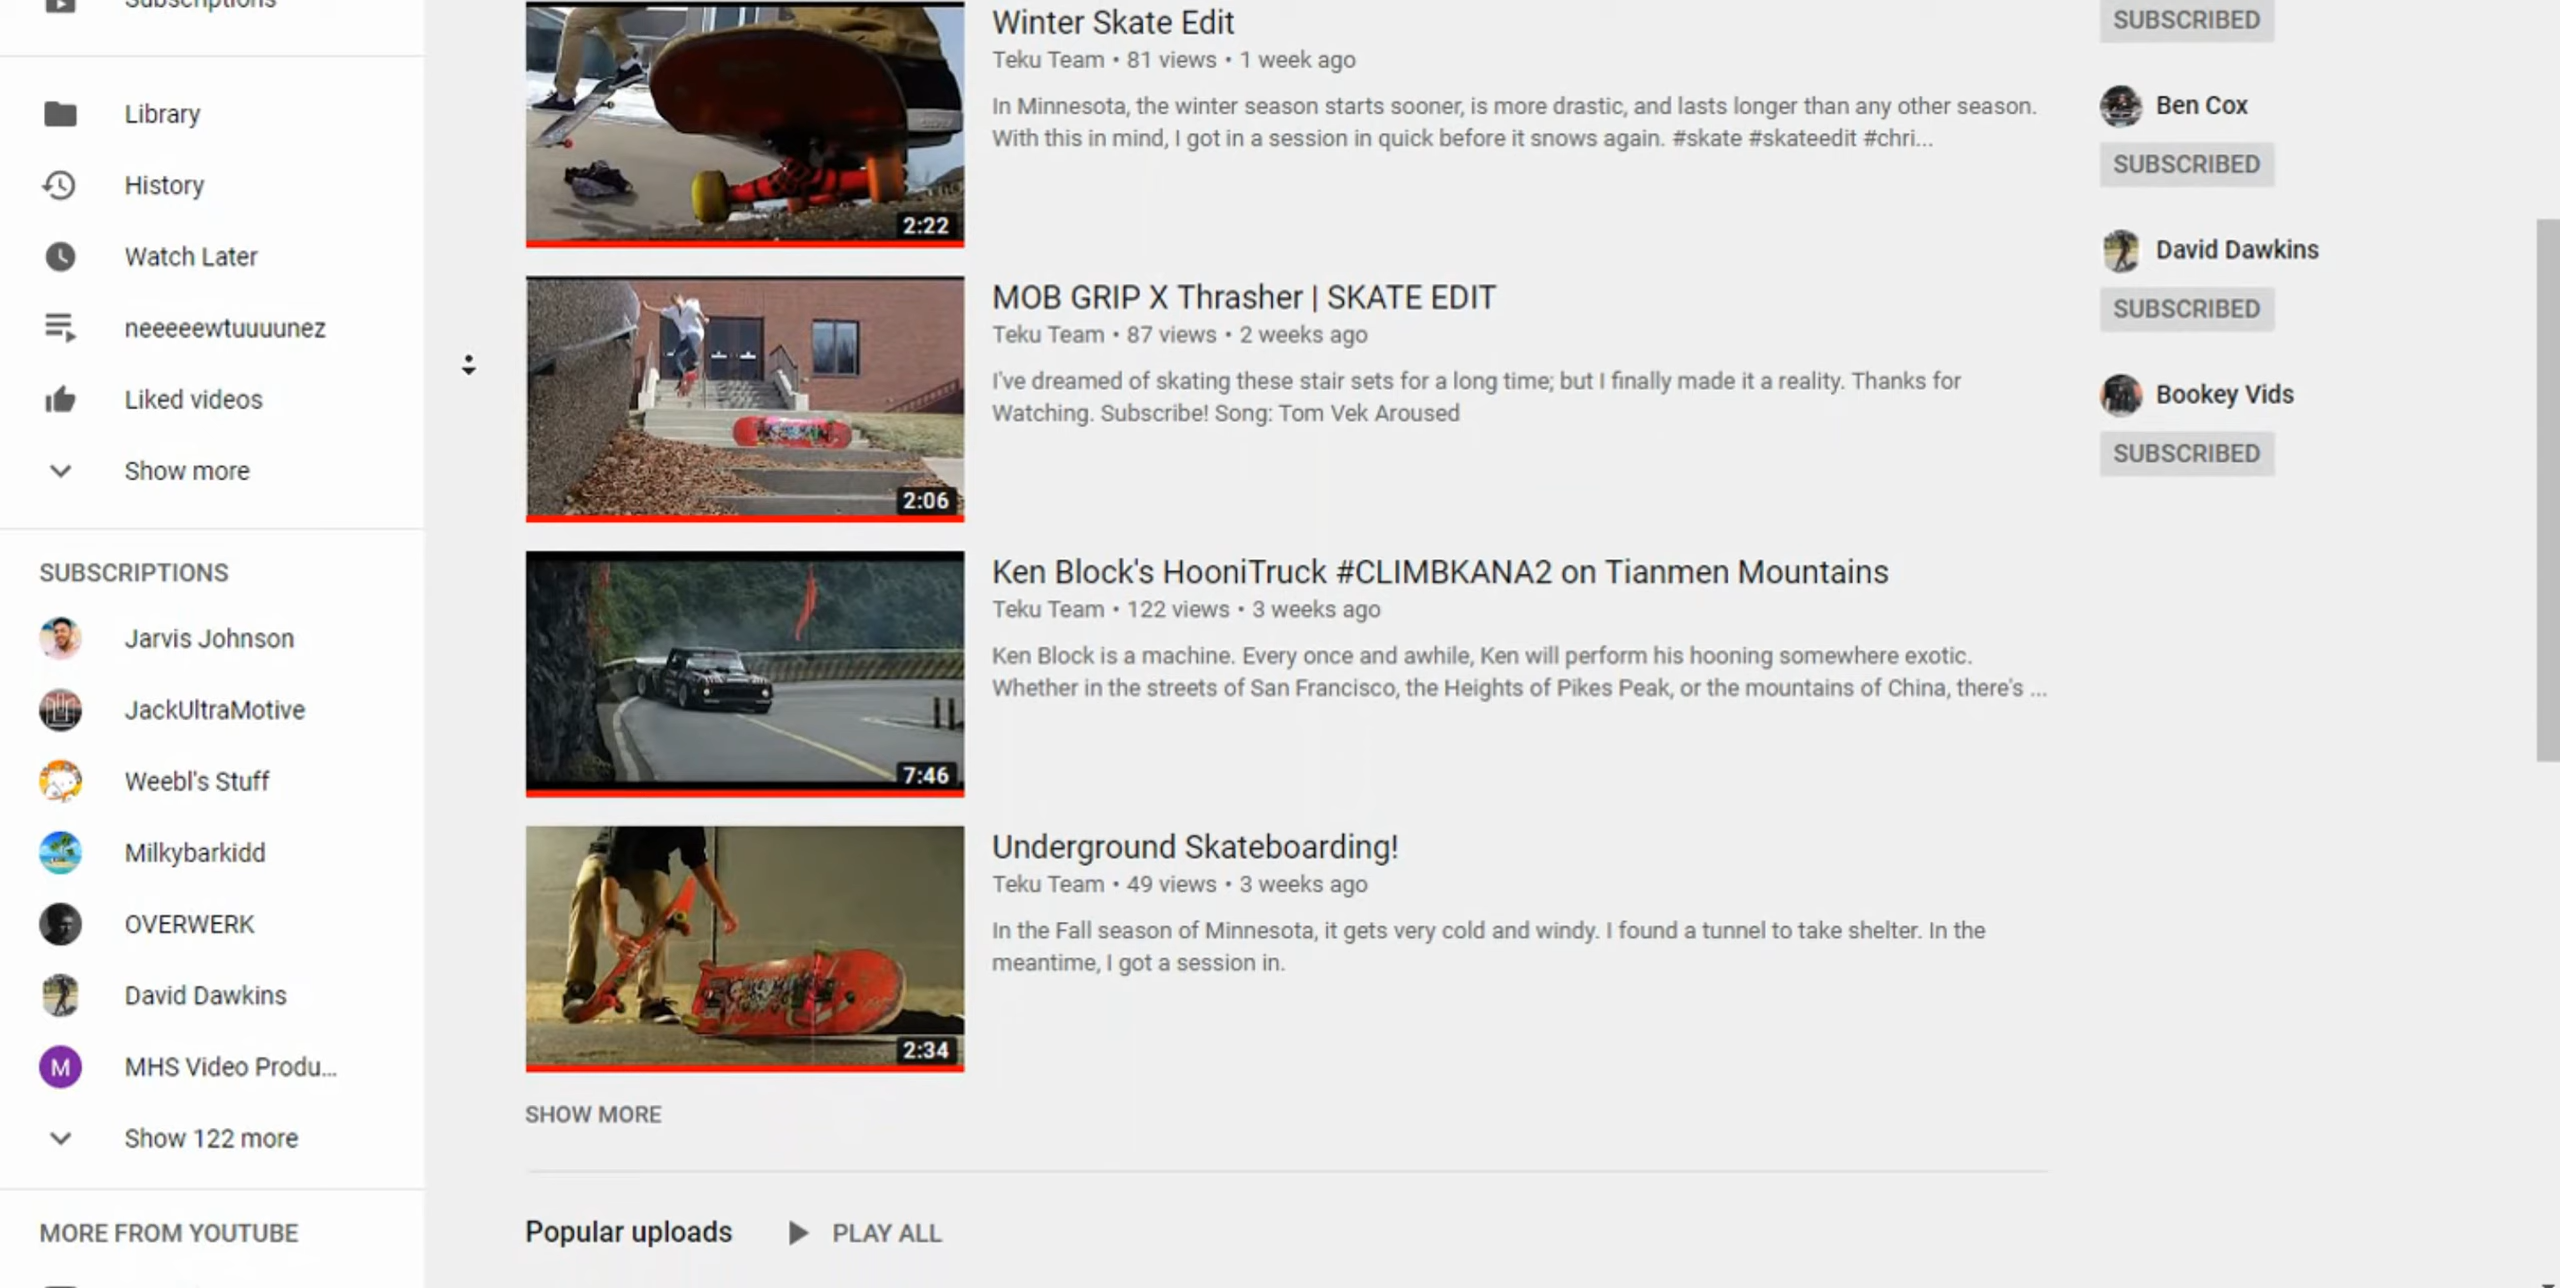 Subscriptions
Library
History
Watch Later
neeeeewtuuuunez
Liked videos
Show more
SUBSCRIPTIONS
Jarvis Johnson
JackUltraMotive
Weebl's Stuff
Milkybarkidd
OVERWERK
David Dawkins
M
MHS Video Produ...
Show 122 more
MORE FROM YOUTUBE
2:22
Winter Skate Edit
Teku Team • 81 views • 1 week ago
In Minnesota, the winter season starts sooner, is more drastic, and lasts longer than any other season.
With this in mind, I got in a session in quick before it snows again. #skate #skateedit #chri...
2:06
MOB GRIP X Thrasher | SKATE EDIT
Teku Team • 87 views • 2 weeks ago
I've dreamed of skating these stair sets for a long time; but I finally made it a reality. Thanks for
Watching. Subscribe! Song: Tom Vek Aroused
7:46
Ken Block's HooniTruck #CLIMBKANA2 on Tianmen Mountains
Teku Team • 122 views • 3 weeks ago
Ken Block is a machine. Every once and awhile, Ken will perform his hooning somewhere exotic.
Whether in the streets of San Francisco, the Heights of Pikes Peak, or the mountains of China, there's ...
2:34
Underground Skateboarding!
Teku Team • 49 views • 3 weeks ago
In the Fall season of Minnesota, it gets very cold and windy. I found a tunnel to take shelter. In the
meantime, I got a session in.
SHOW MORE
Popular uploads
PLAY ALL
SUBSCRIBED
Ben Cox
SUBSCRIBED
David Dawkins
SUBSCRIBED
Bookey Vids
SUBSCRIBED